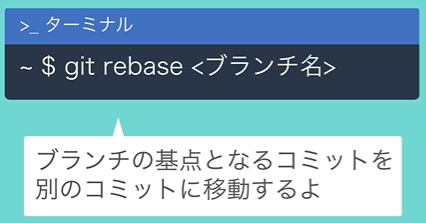 >_ ターミナル
~ $ git rebase <ブランチ名>
ブランチの基点となるコミットを
別のコミットに移動するよ